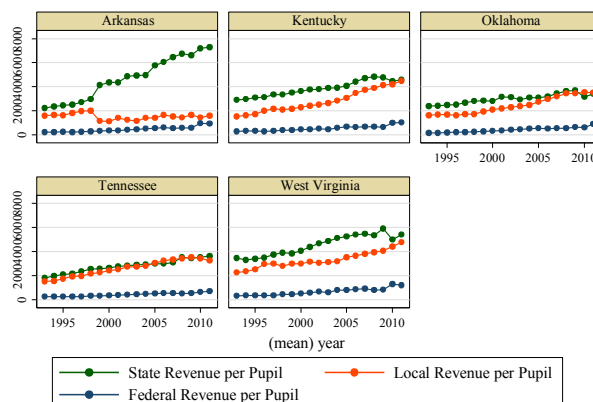 Arkansas
Kentucky
Oklahoma
0 2000 4000 6000 8000
1995 2000 2005 2010
Tennessee
West Virginia
0 2000 4000 6000 8000
1995 2000 2005 2010
1995 2000 2005 2010
(mean) year
State Revenue per Pupil
Local Revenue per Pupil
Federal Revenue per Pupil